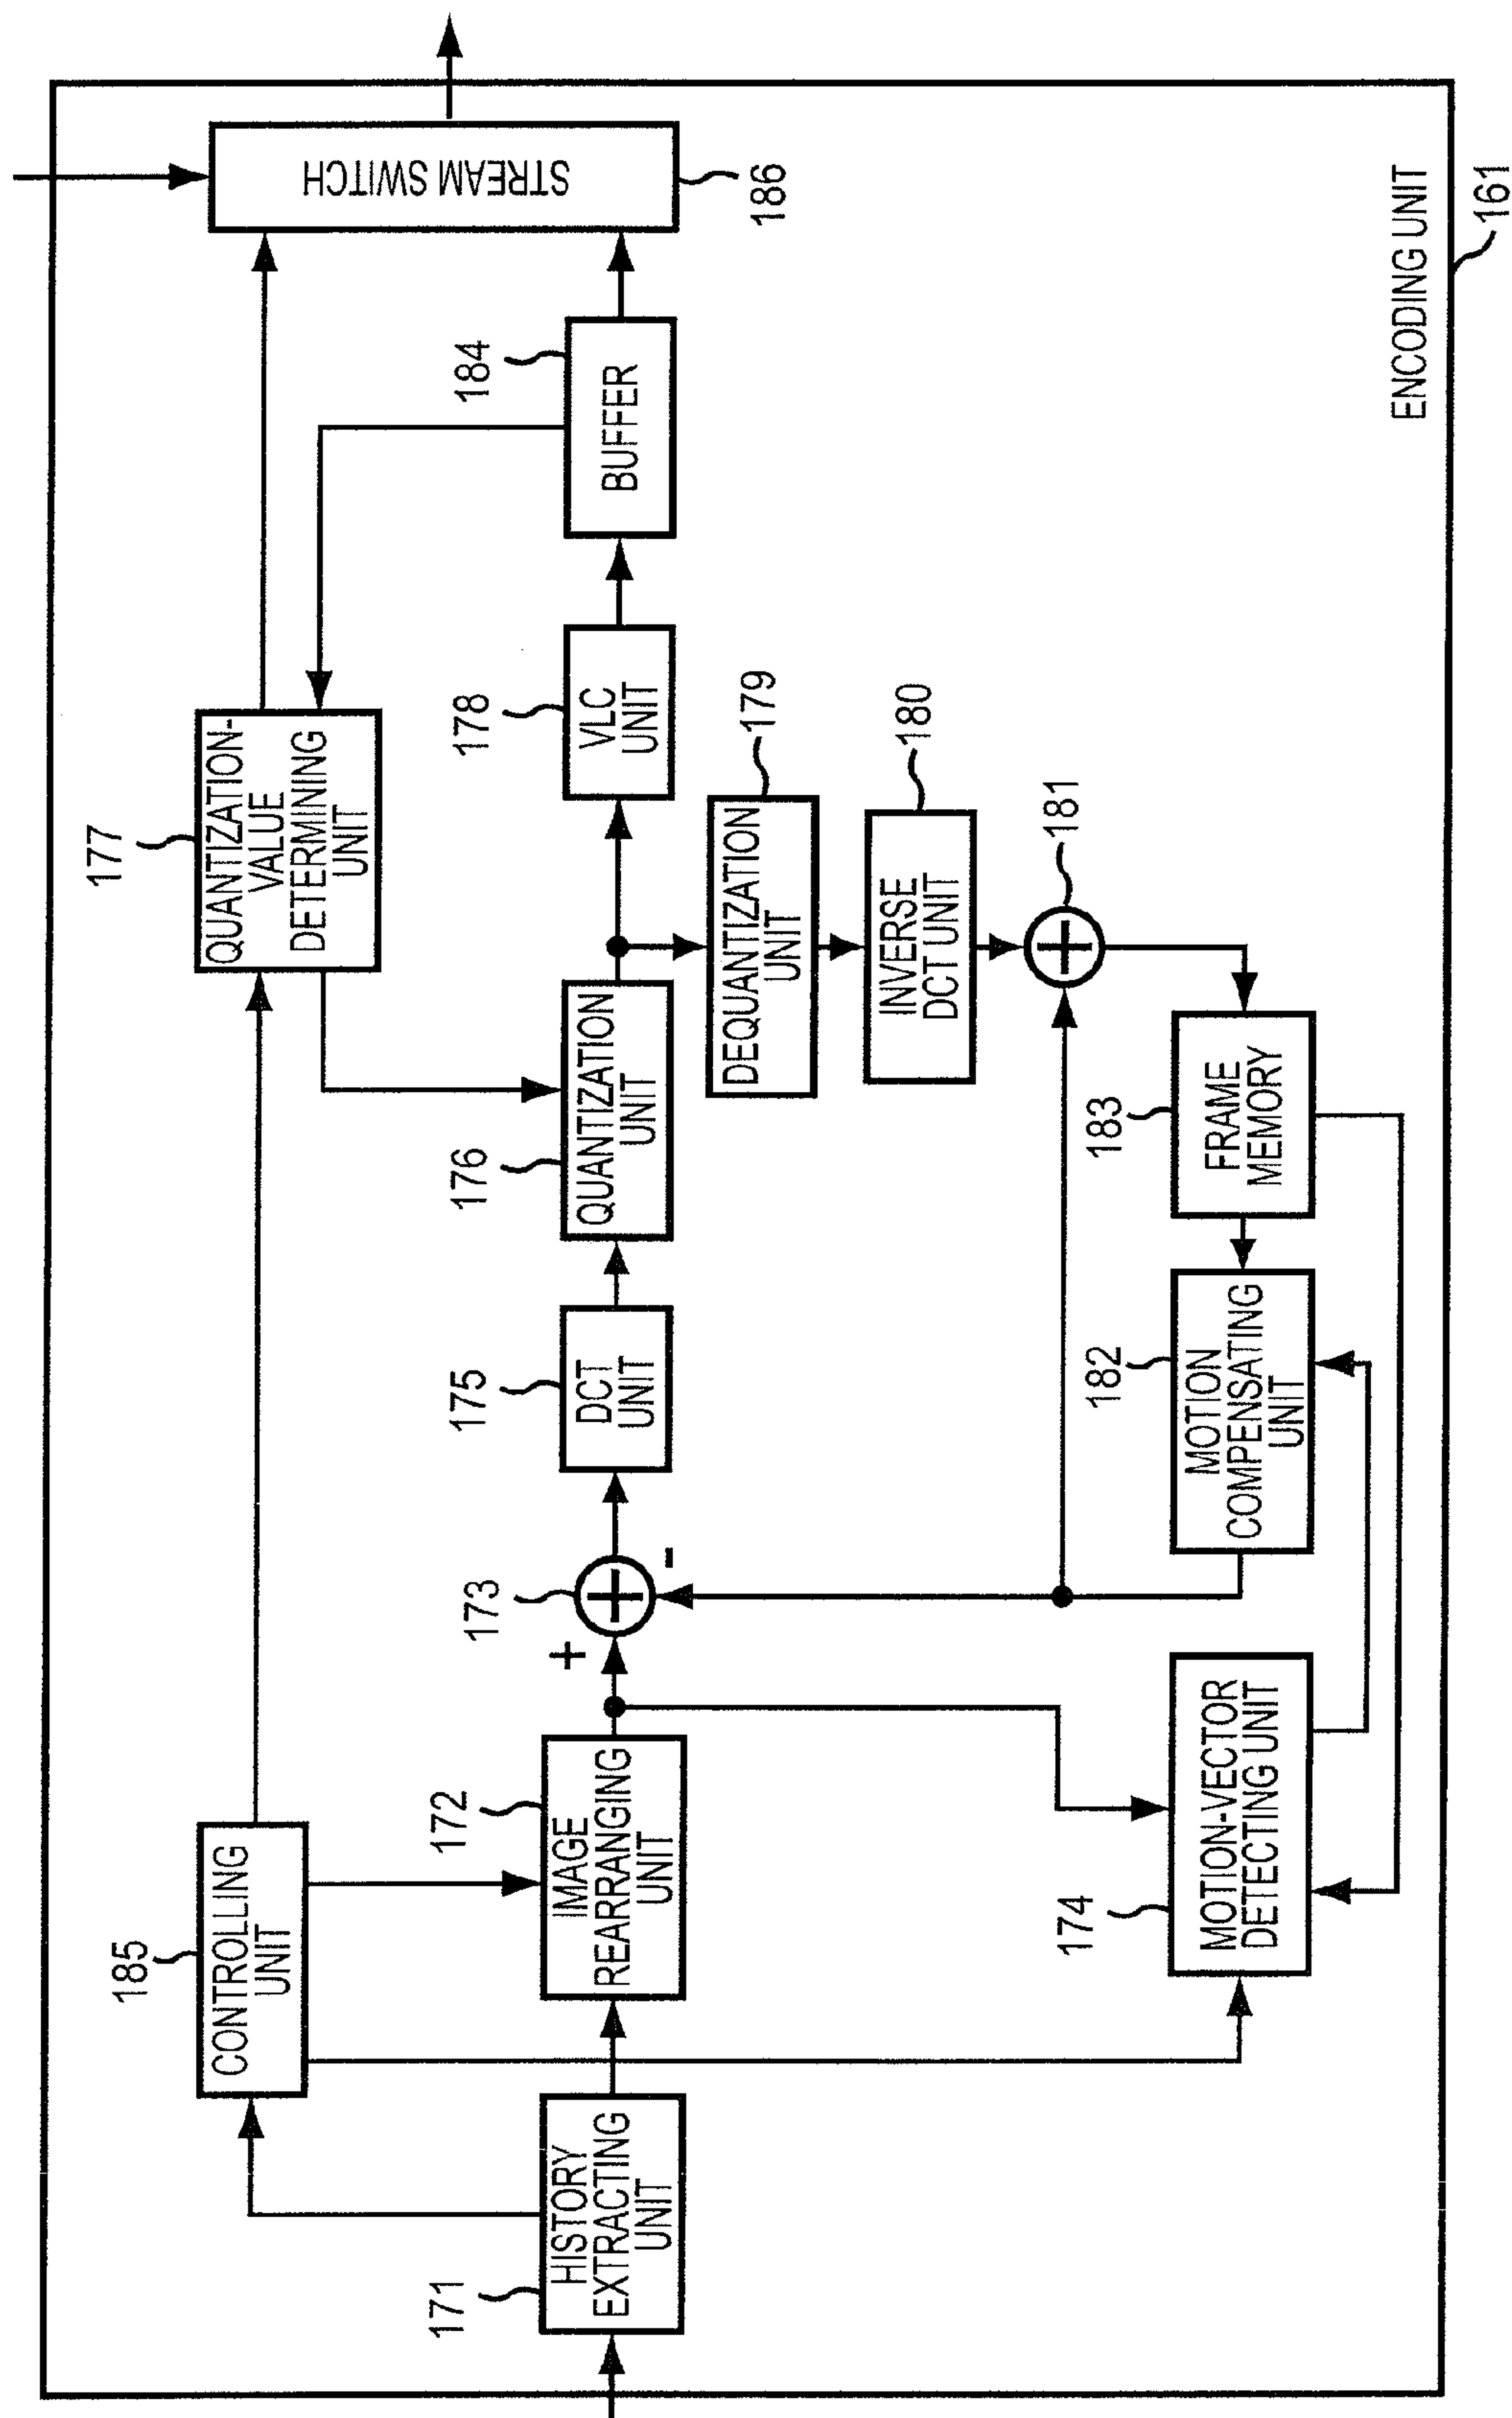 ENCODING UNIT
161
185
CONTROLLING
UNIT
177
QUANTIZATION-
VALUE
DETERMINING
UNIT
STREAM SWITCH
186
171
HISTORY
EXTRACTING
UNIT
172
IMAGE
REARRANGING
UNIT
173
+
-
175
DCT
UNIT
176
QUANTIZATION
UNIT
178
VLC
UNIT
184
BUFFER
DEQUANTIZATION
UNIT
179
INVERSE
DCT UNIT
180
181
174
MOTION-VECTOR
DETECTING UNIT
182
MOTION
COMPENSATING
UNIT
183
FRAME
MEMORY